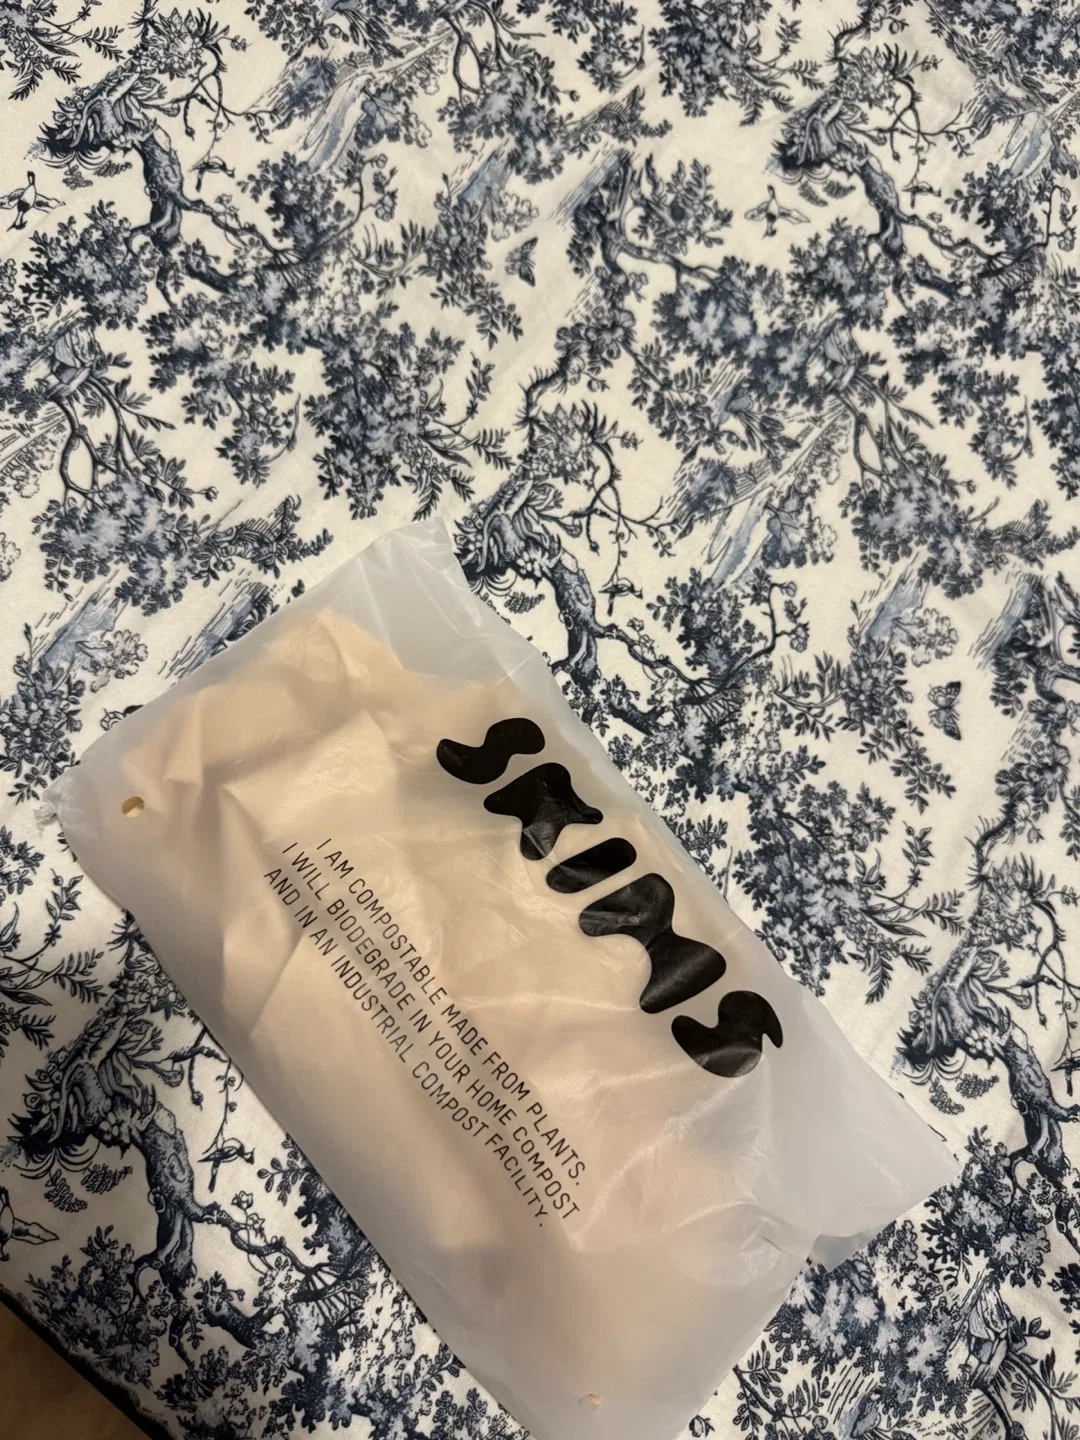 SKIMS
I AM COMPOSTABLE MADE FROM PLANTS.
I WILL BIODEGRADE IN YOUR HOME COMPOST
AND IN AN INDUSTRIAL COMPOST FACILITY.